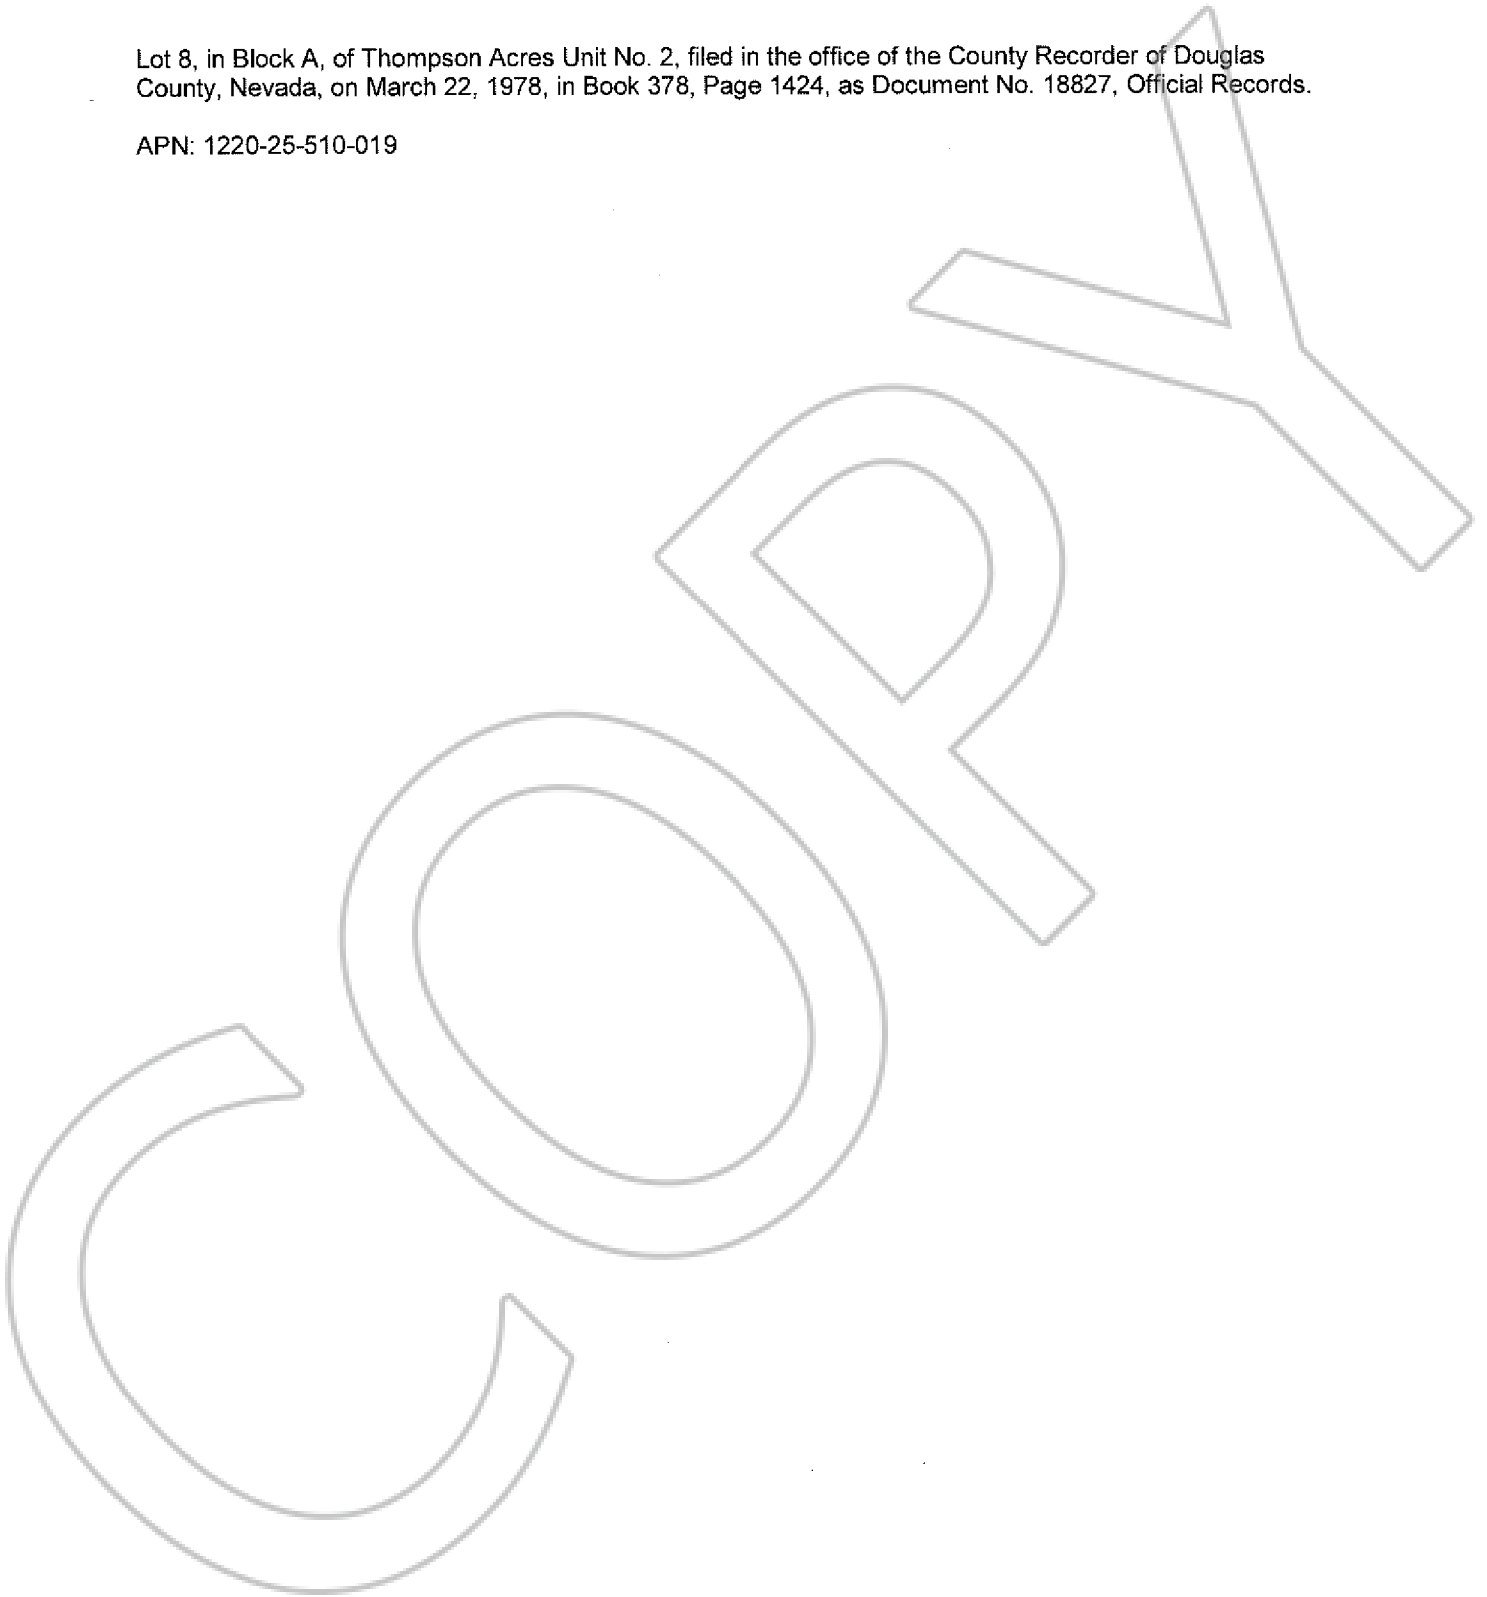 Lot 8, in Block A, of Thompson Acres Unit No. 2, filed in the office of the County Recorder of Douglas
County, Nevada, on March 22, 1978, in Book 378, Page 1424, as Document No. 18827, Official Records.
APN: 1220-25-510-019
COPY